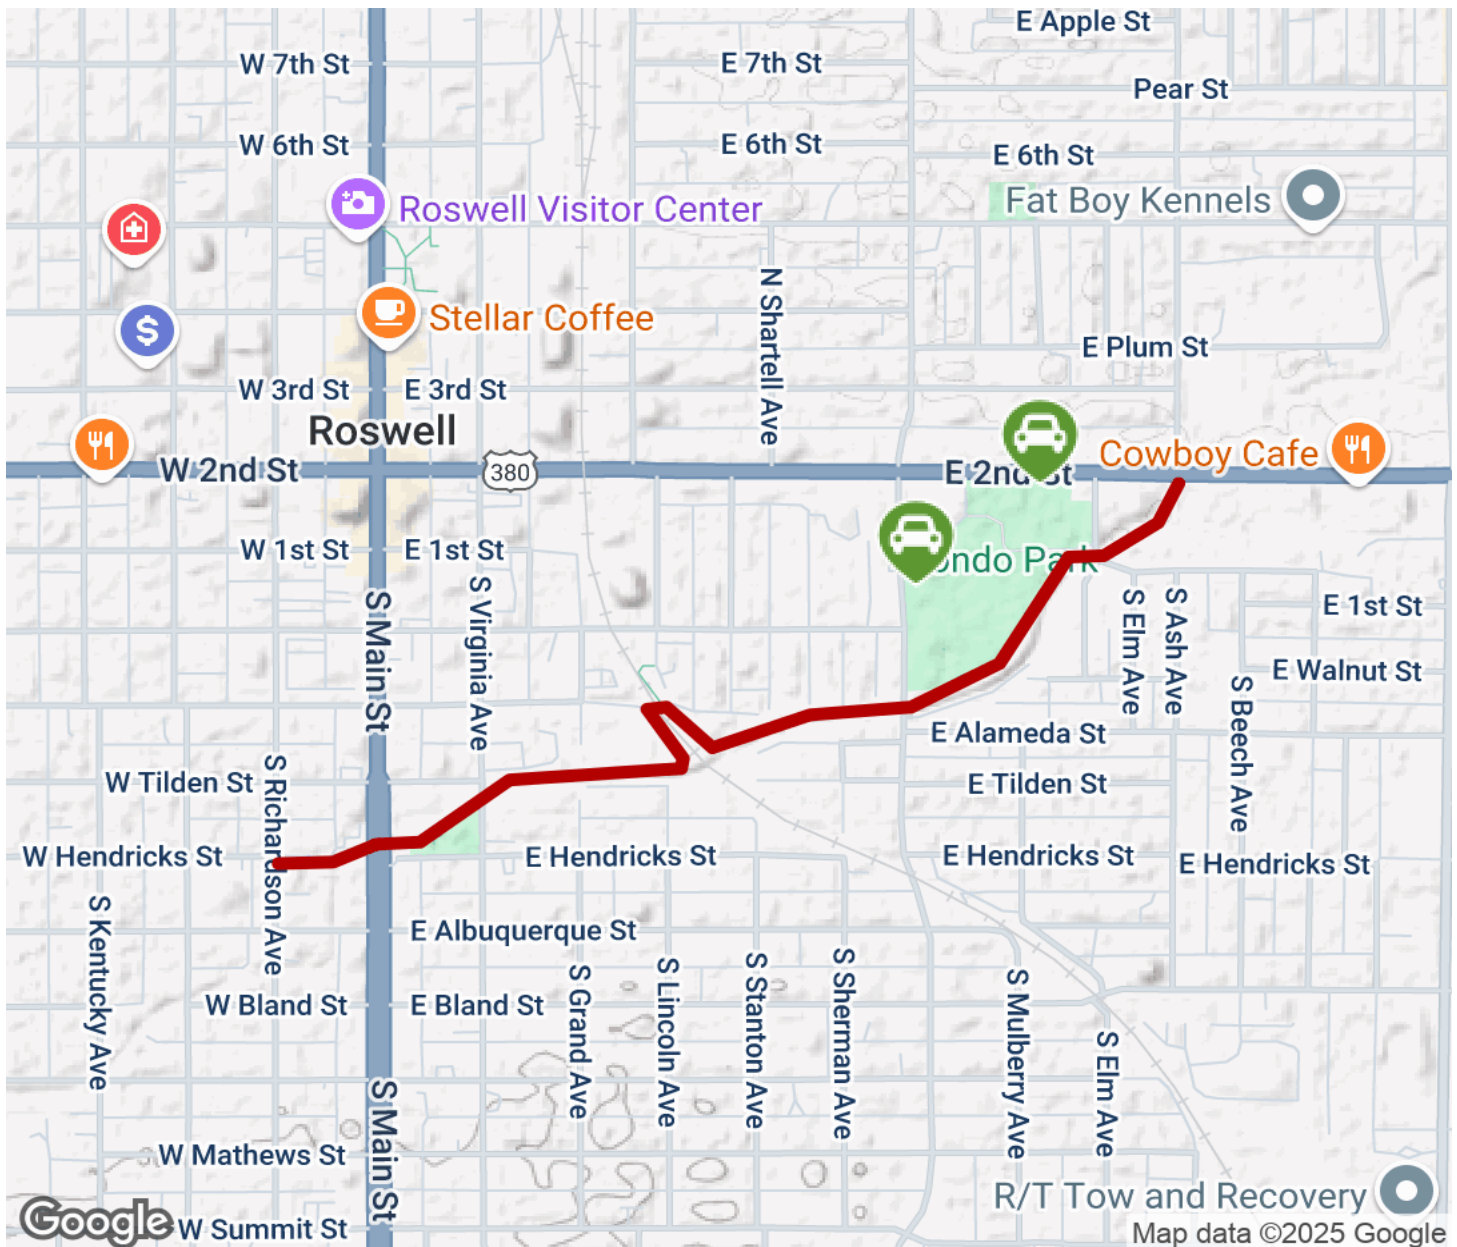 E Apple St
W 7th St
E 7th St
Pear St
W 6th St
E 6th St
E 6th St
Fat Boy Kennels
Roswell Visitor Center
N Shartell Ave
Stellar Coffee
E Plum St
W 3rd St
E 3rd St
Roswell
Cowboy Cafe
W 2nd St
380
E 2nd St
$
W 1st St
E 1st St
ondo Park
S Main St
S Virginia Ave
S Elm Ave
S Ash Ave
E 1st St
E Walnut St
S Beech Ave
E Alameda St
W Tilden St
S Richardson Ave
E Tilden St
W Hendricks St
E Hendricks St
E Hendricks St
E Hendricks St
S Kentucky Ave
E Albuquerque St
W Bland St
E Bland St
S Grand Ave
S Lincoln Ave
S Stanton Ave
S Sherman Ave
S Mulberry Ave
S Elm Ave
S Main St
W Mathews St
R/T Tow and Recovery
Google
W Summit St
Map data ©2025 Google